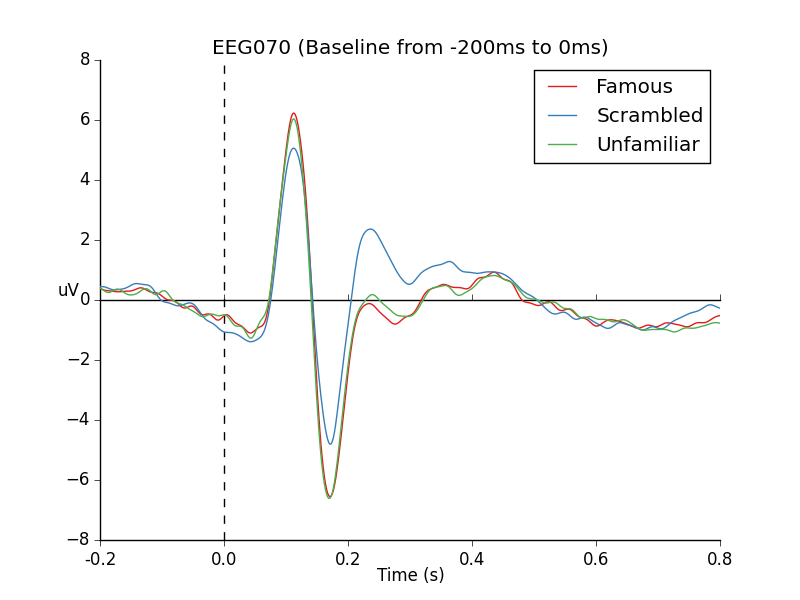 EEG070 (Baseline from -200ms to 0ms)
Famous
Scrambled
Unfamiliar
8
6
4
2
0
−2
−4
−6
−8
uV
-0.2
0.0
0.2
0.4
0.6
0.8
Time (s)